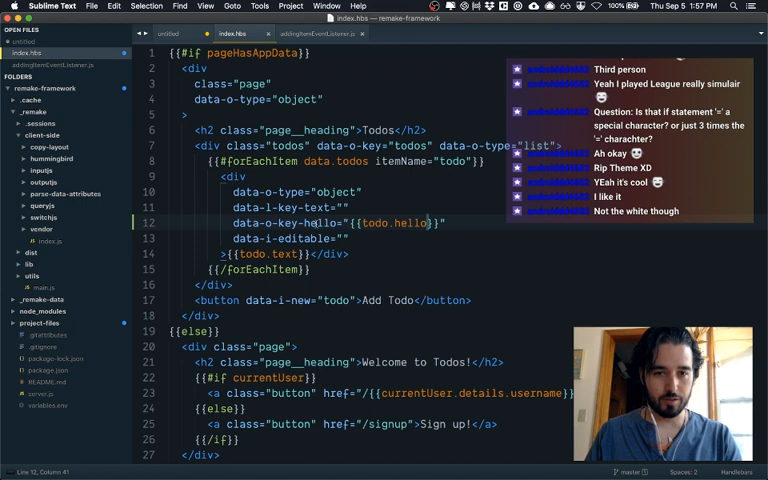 Sublime Text File Edit Selection Find View Goto Tools Project Window Help 100% Thu Sep 5 1:57 PM
index.hbs — remake-framework
OPEN FILES
untitled
index.hbs
addingItemEventListener.js
FOLDERS
remake-framework
.cache
_remake
.sessions
client-side
copy-layout
hummingbird
inputjs
outputjs
parse-data-attributes
queryjs
switchjs
vendor
index.js
dist
lib
utils
main.js
_remake-data
node_modules
project-files
.gitattributes
.gitignore
package-lock.json
package.json
README.md
server.js
variables.env
untitled
index.hbs
addingItemEventListener.js
1 {{#if pageHasAppData}}
2 <div
3 class="page"
4 data-o-type="object"
5 >
6 <h2 class="page__heading">Todos</h2>
7 <div class="todos" data-o-key="todos" data-o-type="list">
8 {{#forEachItem data.todos itemName="todo"}}
9 <div
10 data-o-type="object"
11 data-l-key-text=""
12 data-o-key-hello="{{todo.hello}}"
13 data-i-editable=""
14 >{{todo.text}}</div>
15 {{/forEachItem}}
16 </div>
17 <button data-i-new="todo">Add Todo</button>
18 </div>
19 {{else}}
20 <div class="page">
21 <h2 class="page__heading">Welcome to Todos!</h2>
22 {{#if currentUser}}
23 <a class="button" href="/{{currentUser.details.username}}
24 {{else}}
25 <a class="button" href="/signup">Sign up!</a>
26 {{/if}}
27 </div>
Third person
Yeah I played League really simulair
Question: Is that if statement '=' a
special character? or just 3 times the
'=' charachter?
Ah okay
Rip Theme XD
YEah it's cool
I like it
Not the white though
Line 12, Column 41
master
Spaces: 2
Handlebars